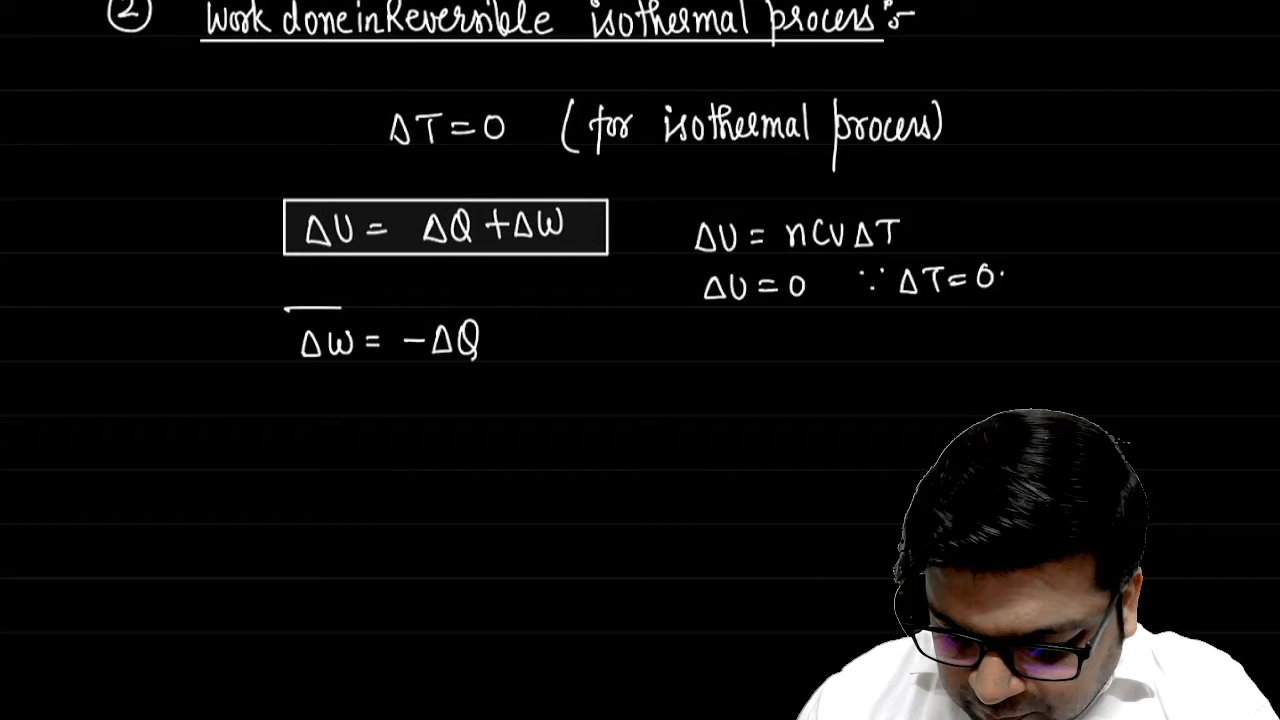 ② Work done in Reversible isothermal process :-
ΔT = 0 (for isothermal process)
ΔU = ΔQ + ΔW
ΔU = nCVΔT
ΔU = 0 ∵ ΔT = 0.
ΔW = -ΔQ